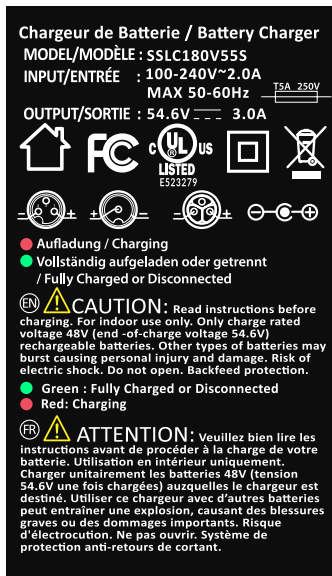 Chargeur de Batterie / Battery Charger
MODEL/MODÈLE : SSLC180V55S
INPUT/ENTRÉE : 100-240V~2.0A
MAX 50-60Hz T5A 250V
OUTPUT/SORTIE : 54.6V 3.0A
FC c UL US
LISTED
E523279
Aufladung / Charging
Vollständig aufgeladen oder getrennt
/ Fully Charged or Disconnected
EN CAUTION: Read instructions before
charging. For indoor use only. Only charge rated
voltage 48V (end-of-charge voltage 54.6V)
rechargeable batteries. Other types of batteries may
burst causing personal injury and damage. Risk of
electric shock. Do not open. Backfeed protection.
Green : Fully Charged or Disconnected
Red: Charging
FR ATTENTION: Veuillez bien lire les
instructions avant de procéder à la charge de votre
batterie. Utilisation en intérieur uniquement.
Charger unitairement les batteries 48V (tension
54.6V une fois chargées) auzquelles le chargeur est
destiné. Utiliser ce chargeur avec d'autres batteries
peut entraîner une explosion, causant des blessures
graves ou des dommages importants. Risque
d'électrocution. Ne pas ouvrir. Système de
protection anti-retours de cortant.